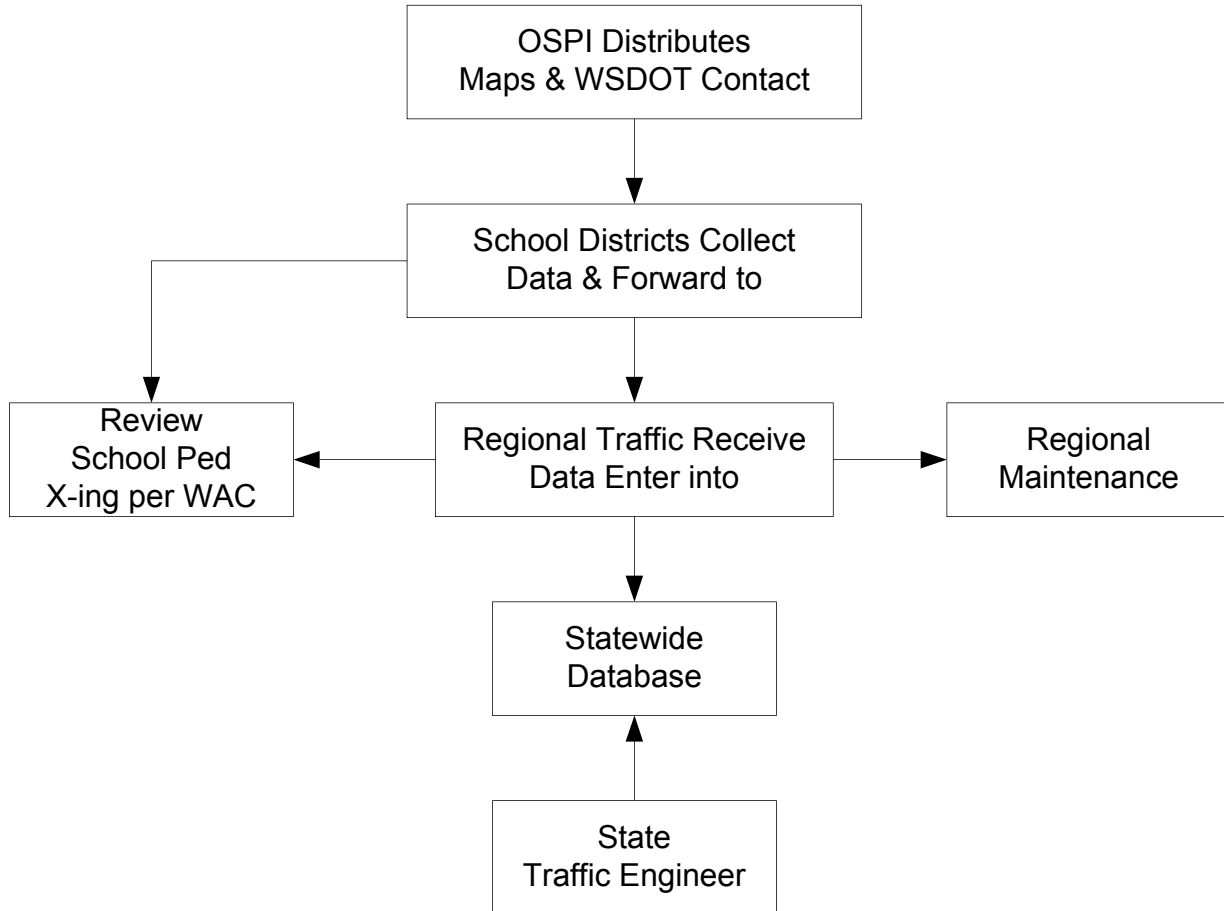 OSPI Distributes
Maps & WSDOT Contact
School Districts Collect
Data & Forward to
Review
School Ped
X-ing per WAC
Regional Traffic Receive
Data Enter into
Regional
Maintenance
Statewide
Database
State
Traffic Engineer